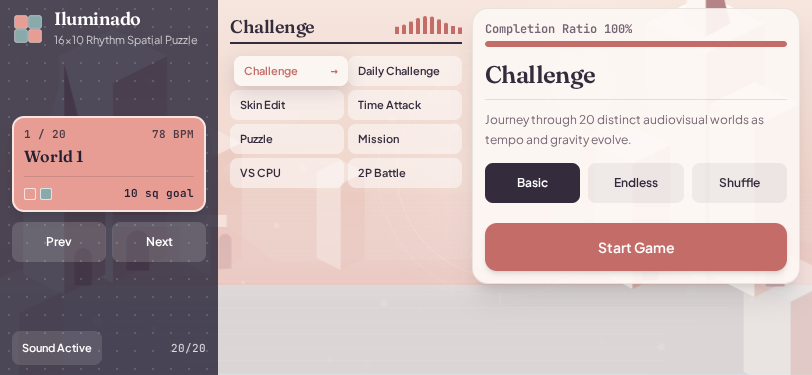 Iluminado
16×10 Rhythm Spatial Puzzle
1 / 20
78 BPM
World 1
10 sq goal
Prev
Next
Sound Active
20/20
Challenge
Challenge →
Daily Challenge
Skin Edit
Time Attack
Puzzle
Mission
VS CPU
2P Battle
Completion Ratio 100%
Challenge
Journey through 20 distinct audiovisual worlds as
tempo and gravity evolve.
Basic
Endless
Shuffle
Start Game